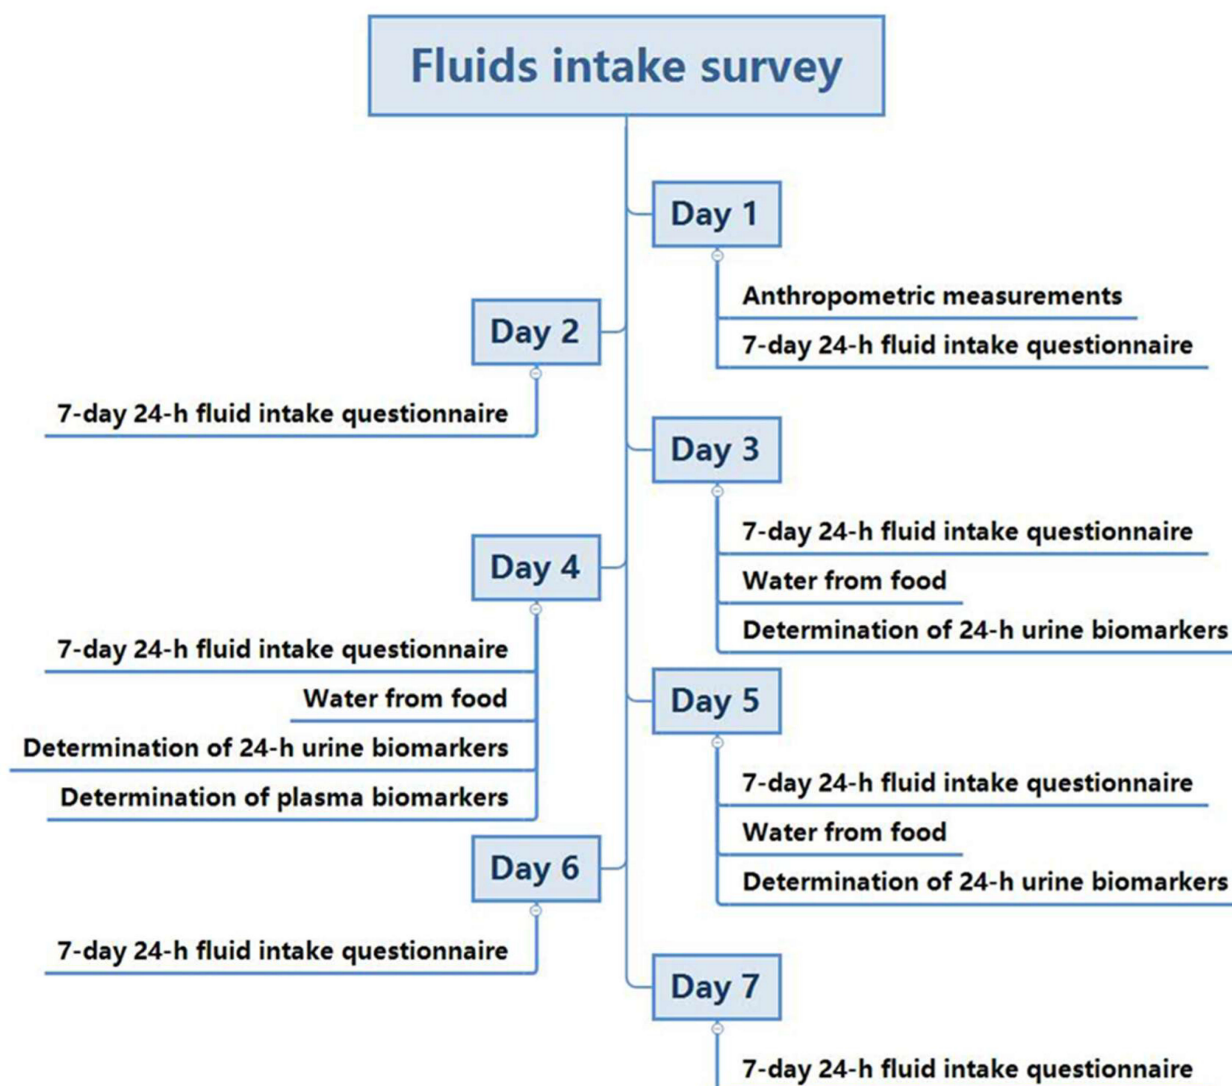 Fluids intake survey
Day 1
Anthropometric measurements
7-day 24-h fluid intake questionnaire
Day 2
7-day 24-h fluid intake questionnaire
Day 3
7-day 24-h fluid intake questionnaire
Water from food
Determination of 24-h urine biomarkers
Day 4
7-day 24-h fluid intake questionnaire
Water from food
Determination of 24-h urine biomarkers
Determination of plasma biomarkers
Day 5
7-day 24-h fluid intake questionnaire
Water from food
Determination of 24-h urine biomarkers
Day 6
7-day 24-h fluid intake questionnaire
Day 7
7-day 24-h fluid intake questionnaire